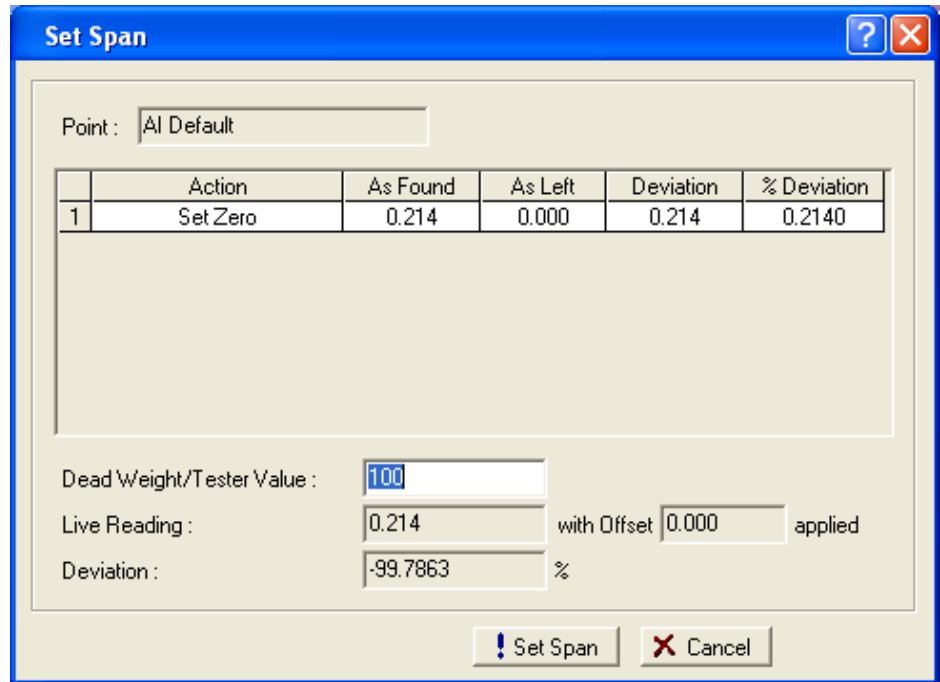 Set Span
Point : AI Default
Action As Found As Left Deviation % Deviation
1 Set Zero 0.214 0.000 0.214 0.2140
Dead Weight/Tester Value : 100
Live Reading : 0.214 with Offset 0.000 applied
Deviation : -99.7863 %
! Set Span X Cancel